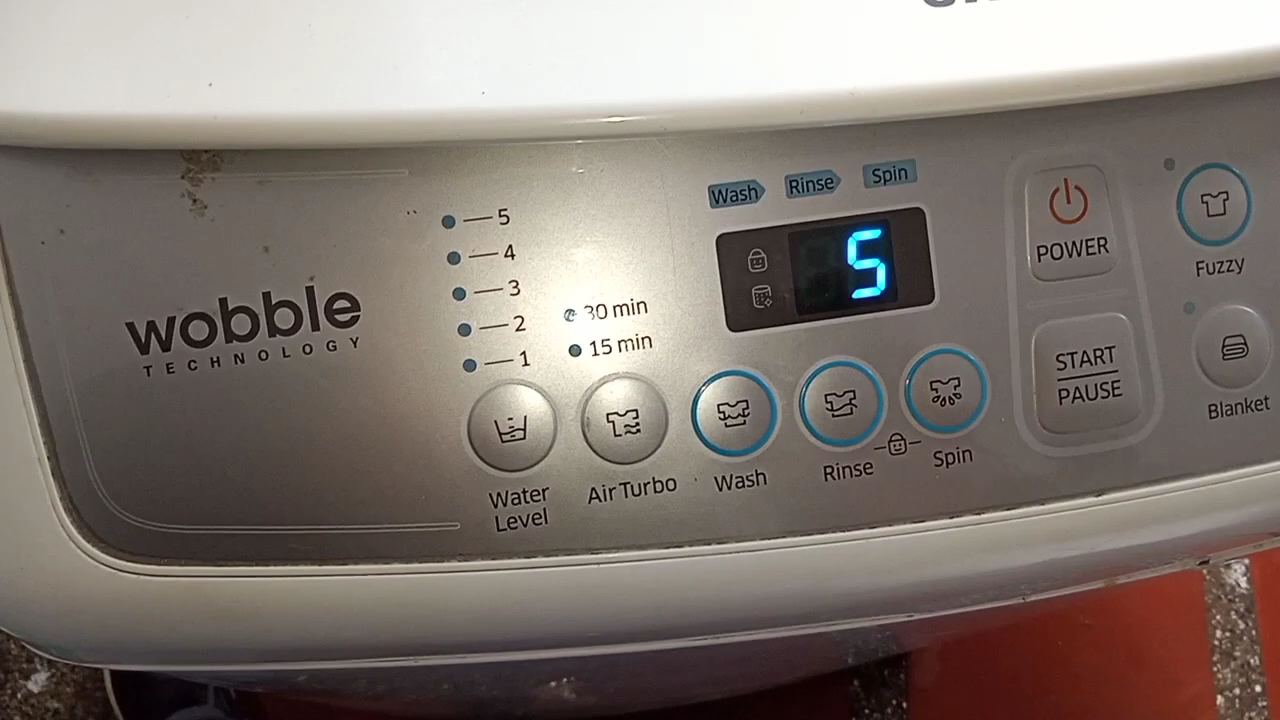 Wash Rinse Spin
5
5
4
3
2
1
30 min
15 min
wobble
TECHNOLOGY
POWER
START
PAUSE
Fuzzy
Blanket
Water
Level
Air Turbo
Wash
Rinse
Spin